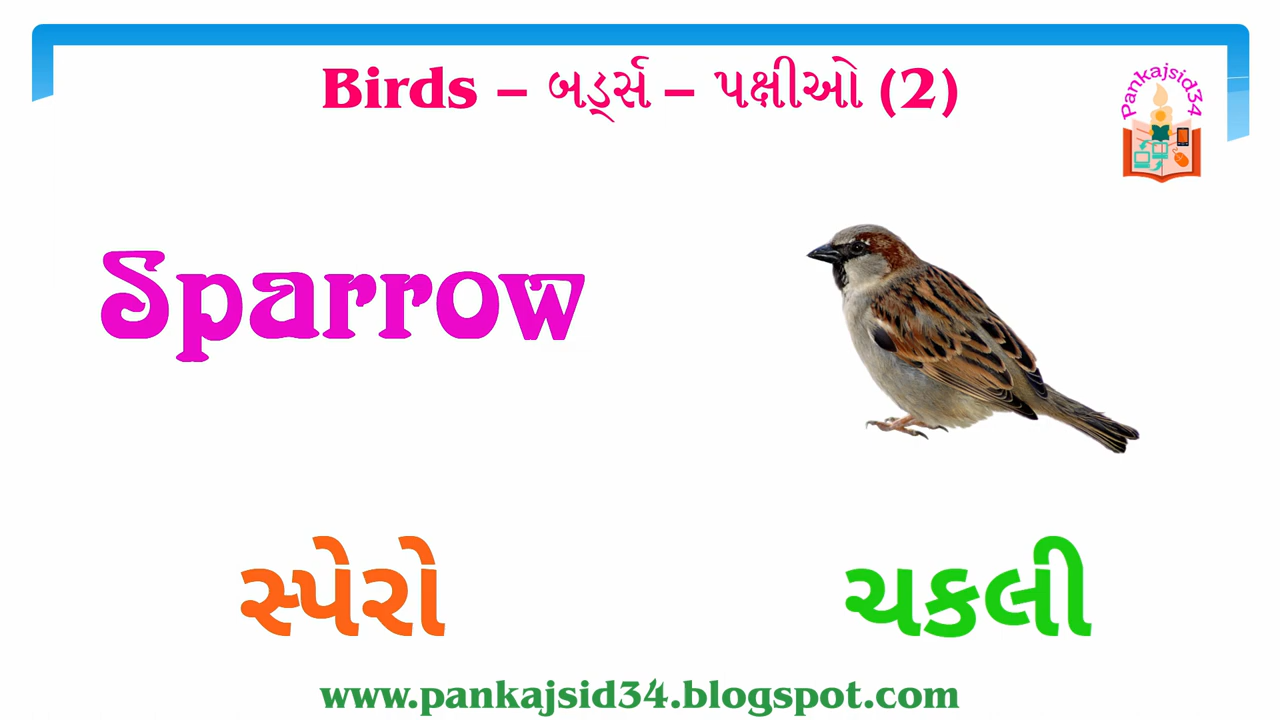 Birds – બર્ડ્સ – પક્ષીઓ (2)
Pankajsid34
Sparrow
સ્પેરો
ચકલી
www.pankajsid34.blogspot.com